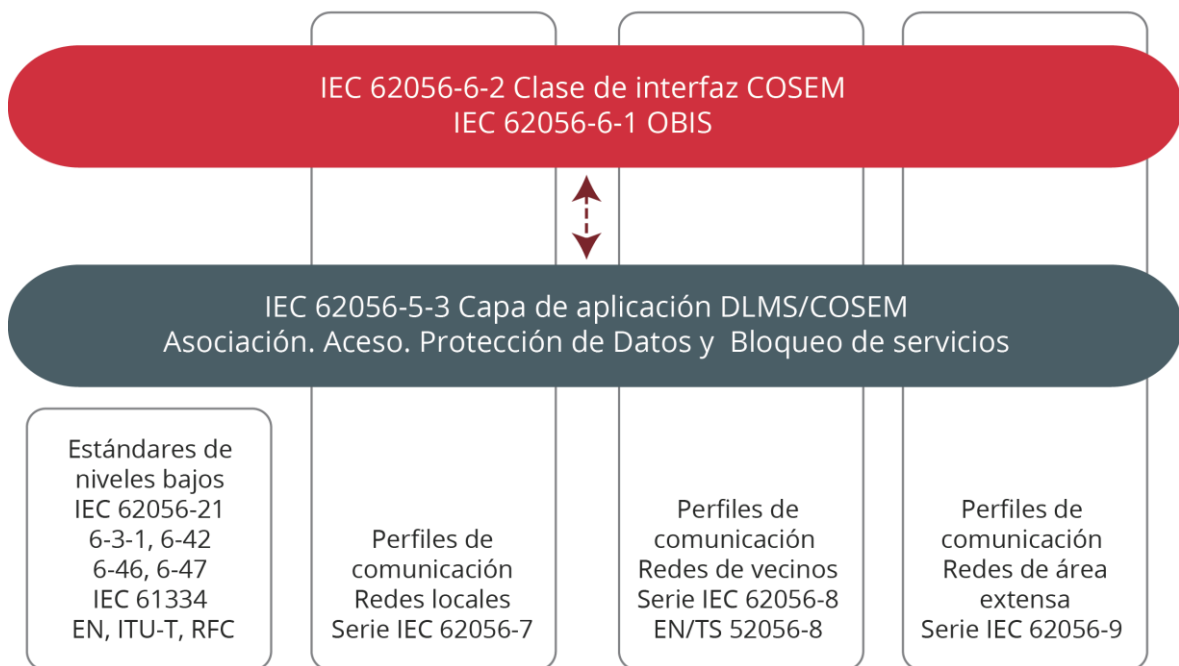 IEC 62056-6-2 Clase de interfaz COSEM
IEC 62056-6-1 OBIS
IEC 62056-5-3 Capa de aplicación DLMS/COSEM
Asociación. Aceso. Protección de Datos y  Bloqueo de servicios
Estándares de
niveles bajos
IEC 62056-21
6-3-1, 6-42
6-46, 6-47
IEC 61334
EN, ITU-T, RFC
Perfiles de
comunicación
Redes locales
Serie IEC 62056-7
Perfiles de
comunicación
Redes de vecinos
Serie IEC 62056-8
EN/TS 52056-8
Perfiles de
comunicación
Redes de área
extensa
Serie IEC 62056-9